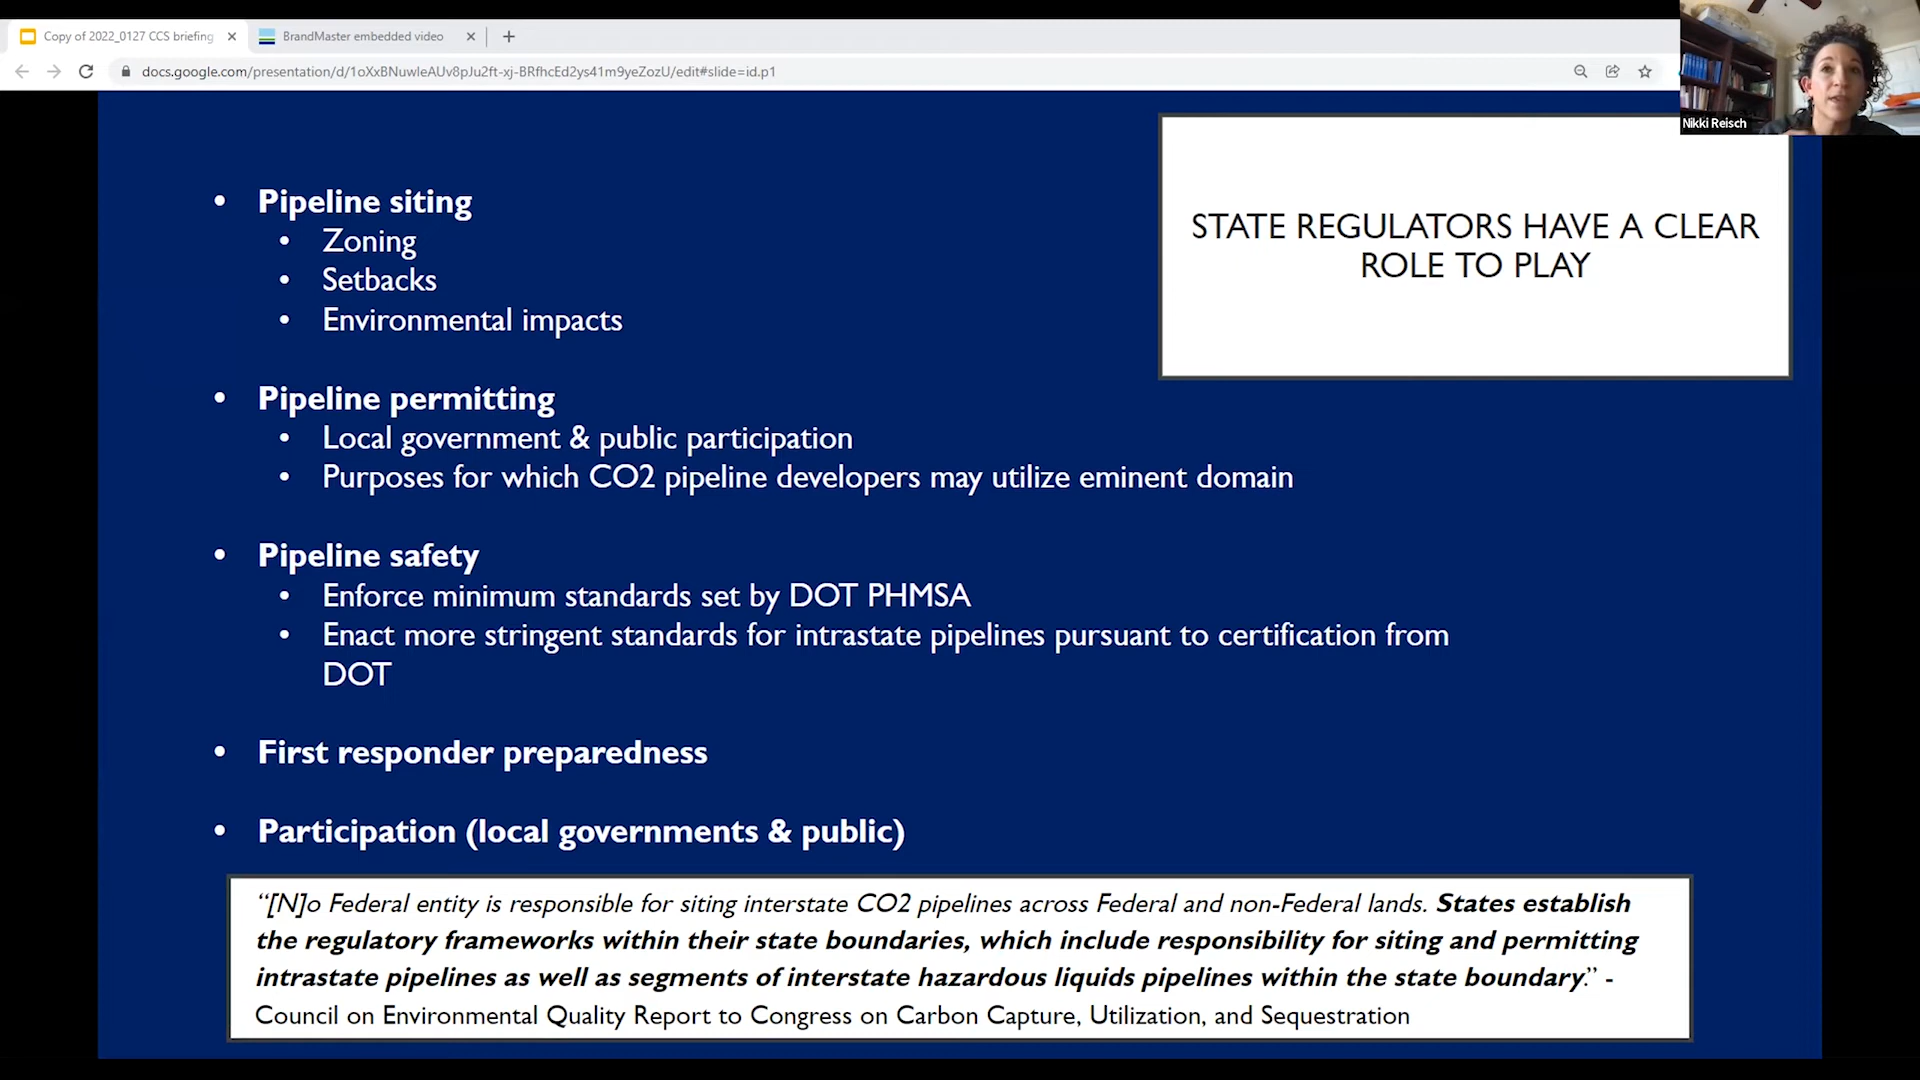 Copy of 2022_0127 CCS briefing
BrandMaster embedded video
docs.google.com/presentation/d/1oXxBNuwleAUv8pJu2ft-xj-BRfhcEd2ys41m9yeZozU/edit#slide=id.p1
Nikki Reisch
STATE REGULATORS HAVE A CLEAR
ROLE TO PLAY
• Pipeline siting
• Zoning
• Setbacks
• Environmental impacts
• Pipeline permitting
• Local government & public participation
• Purposes for which CO2 pipeline developers may utilize eminent domain
• Pipeline safety
• Enforce minimum standards set by DOT PHMSA
• Enact more stringent standards for intrastate pipelines pursuant to certification from
DOT
• First responder preparedness
• Participation (local governments & public)
“[N]o Federal entity is responsible for siting interstate CO2 pipelines across Federal and non-Federal lands. States establish
the regulatory frameworks within their state boundaries, which include responsibility for siting and permitting
intrastate pipelines as well as segments of interstate hazardous liquids pipelines within the state boundary.” -
Council on Environmental Quality Report to Congress on Carbon Capture, Utilization, and Sequestration